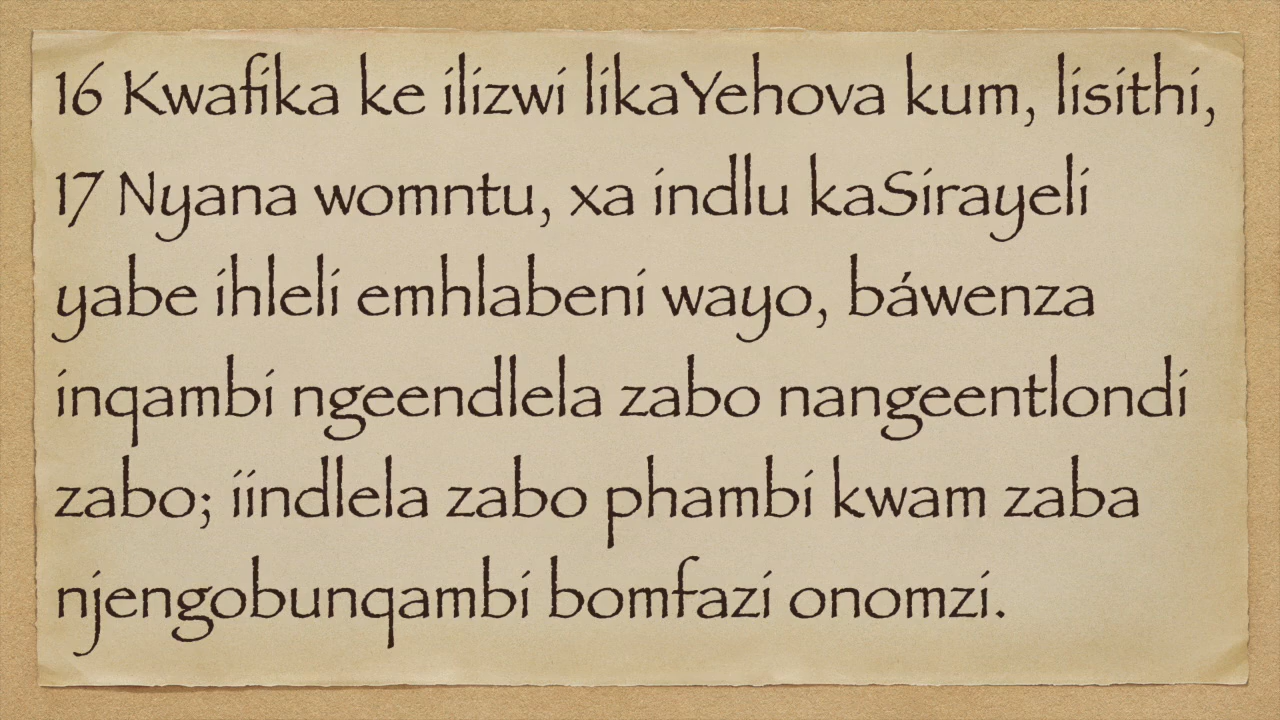 16 Kwafika ke ilizwi likaYehova kum, lisithi,
17 Nyana womntu, xa indlu kaSirayeli
yabe ihleli emhlabeni wayo, báwenza
inqambi ngeendlela zabo nangeentlondi
zabo; iindlela zabo phambi kwam zaba
njengobunqambi bomfazi onomzi.